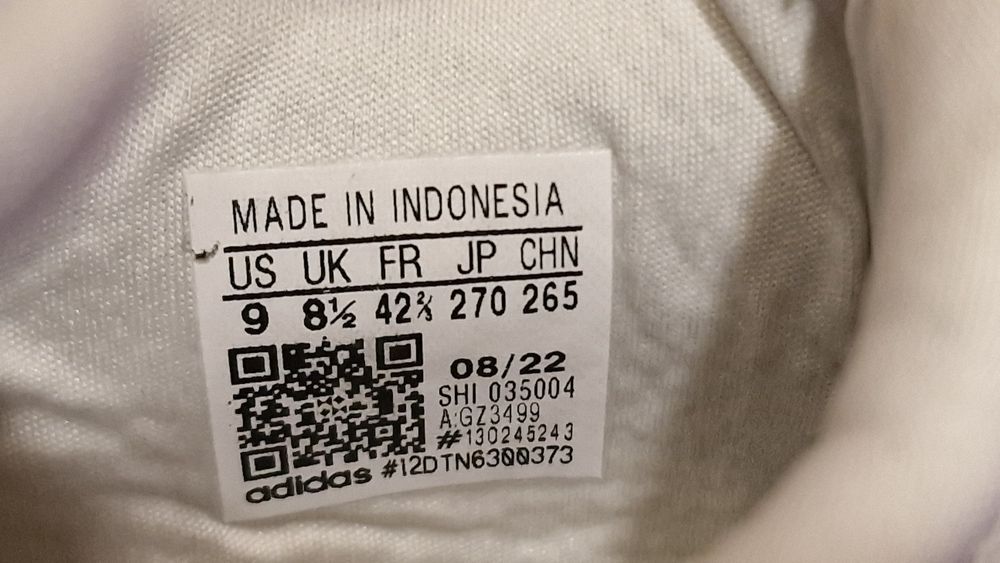 MADE IN INDONESIA
US UK FR JP CHN
9 8½ 42⅔ 270 265
08/22
SHI 035004
A:GZ3499
#130245243
#12DTN6300373
adidas